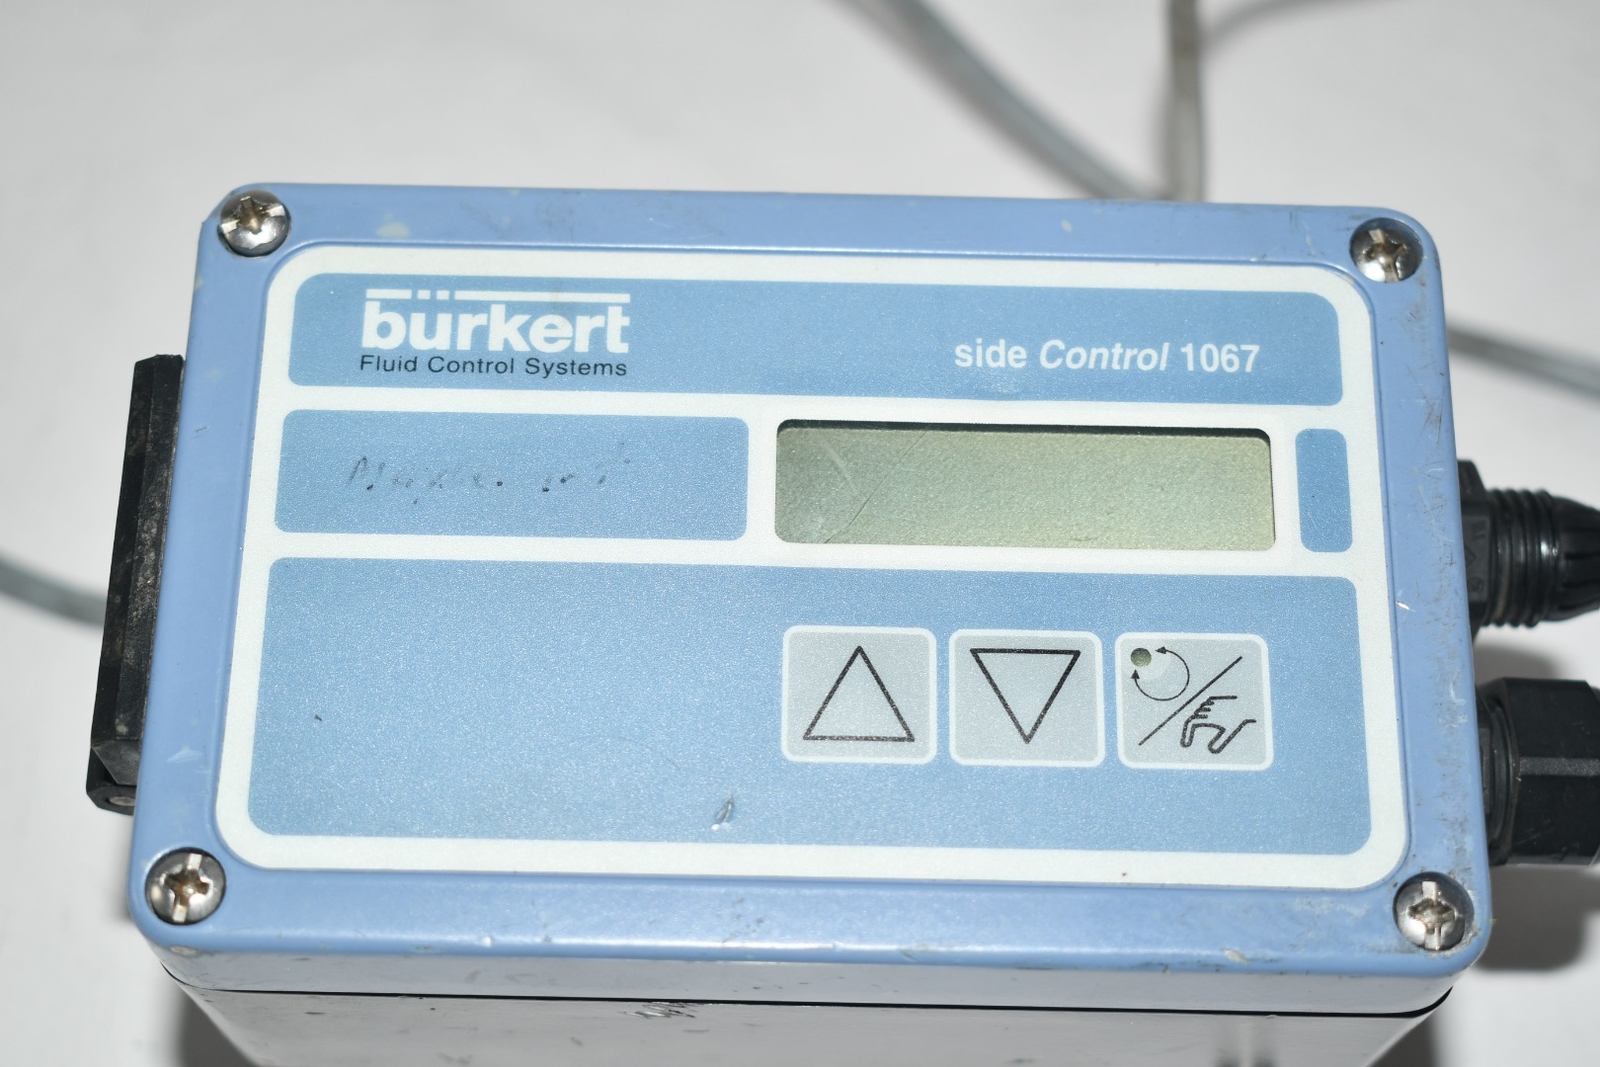 bürkert
Fluid Control Systems
side Control 1067